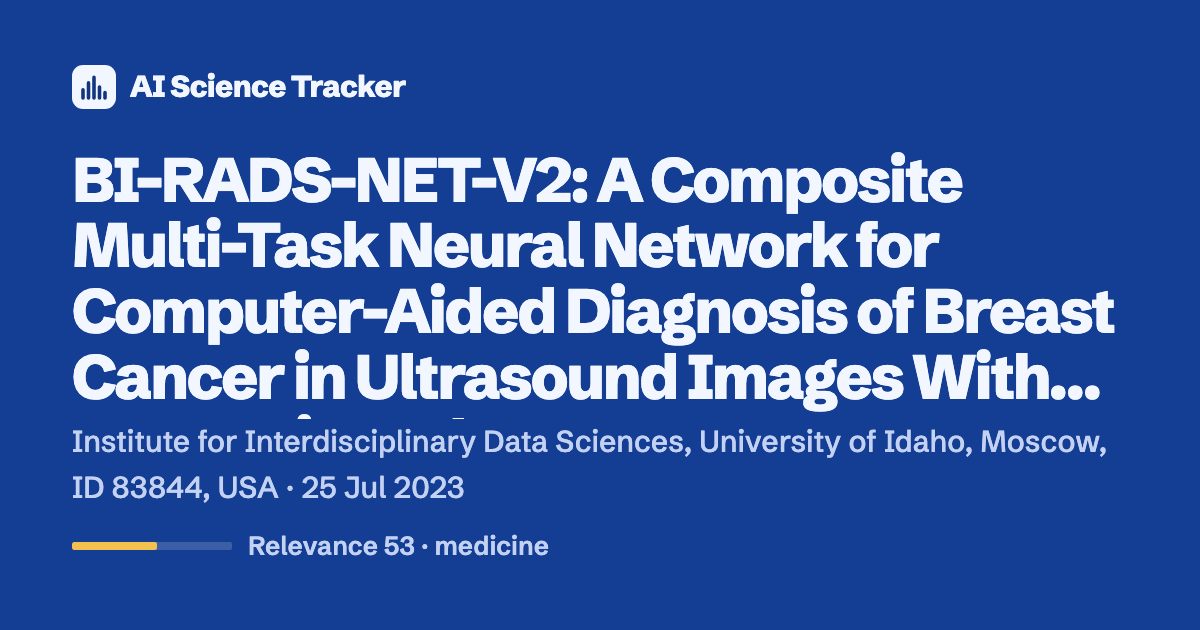 AI Science Tracker
BI-RADS-NET-V2: A Composite
Multi-Task Neural Network for
Computer-Aided Diagnosis of Breast
Cancer in Ultrasound Images With...
Institute for Interdisciplinary Data Sciences, University of Idaho, Moscow,
ID 83844, USA · 25 Jul 2023
Relevance 53 · medicine